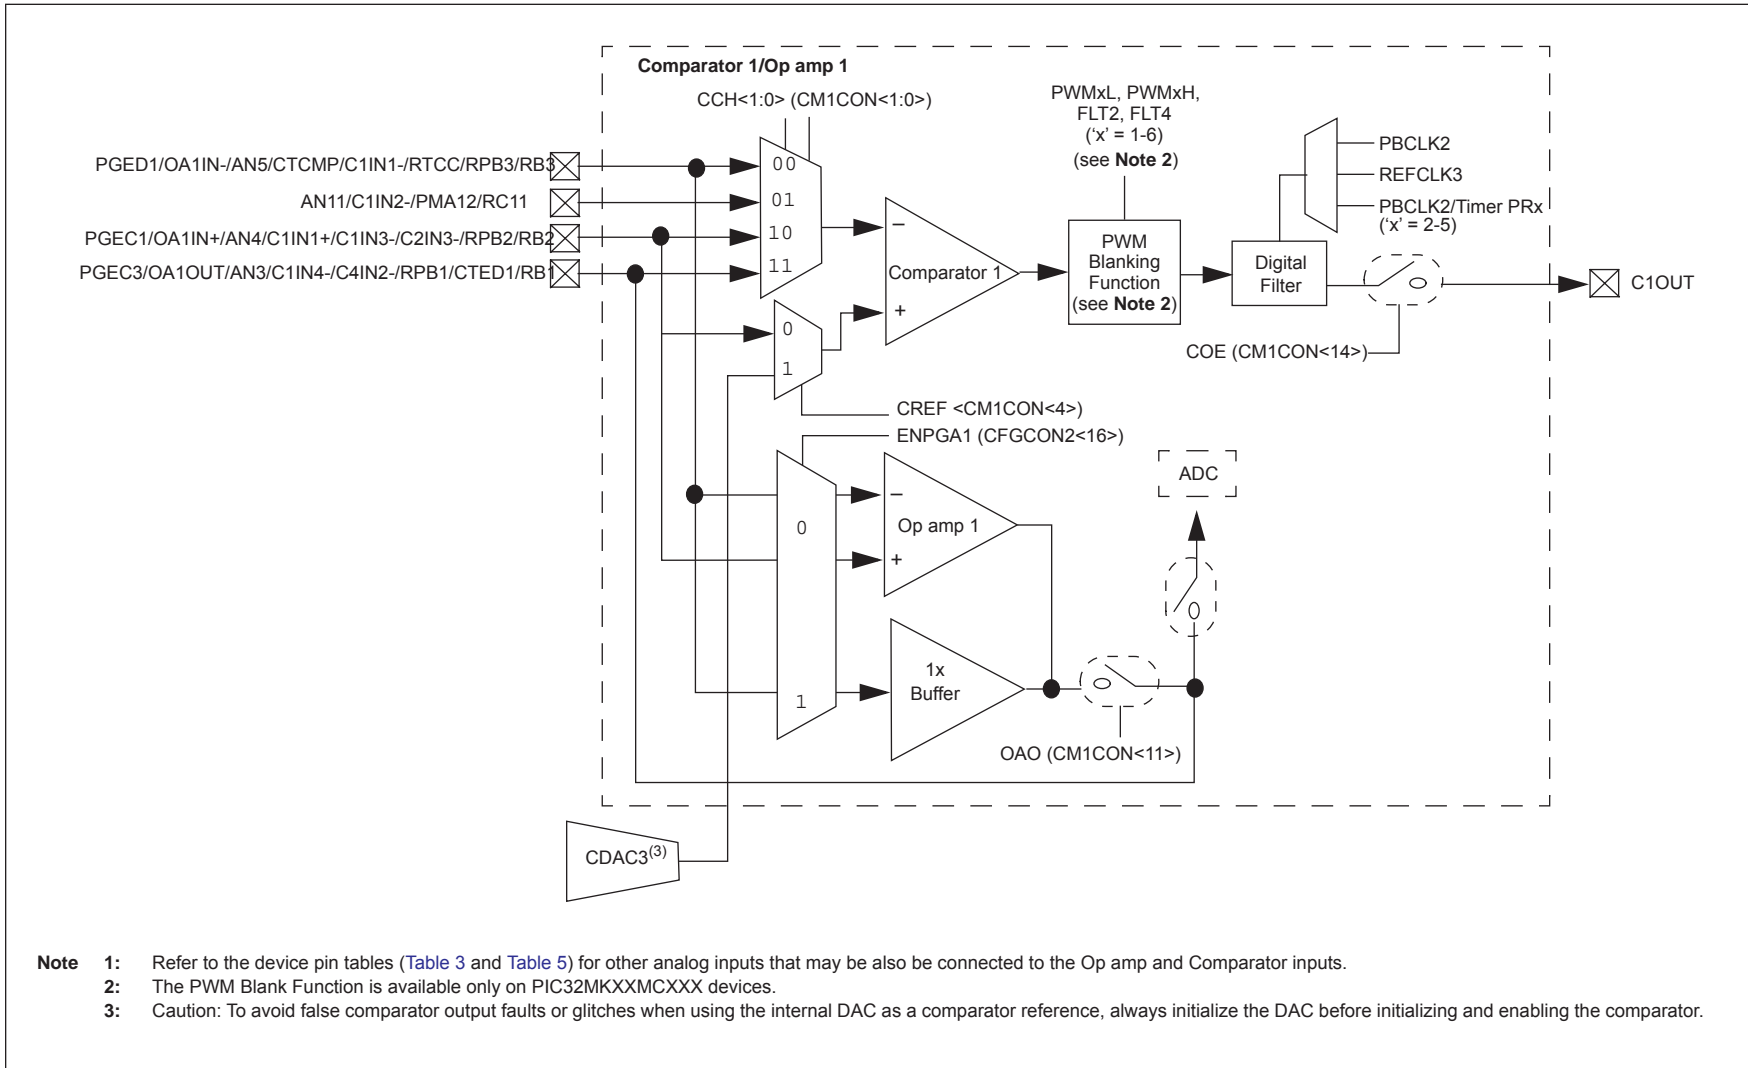 Comparator 1/Op amp 1
CCH<1:0> (CM1CON<1:0>)
PWMxL, PWMxH,
FLT2, FLT4
('x' = 1-6)
(see Note 2)
PBCLK2
REFCLK3
PBCLK2/Timer PRx
('x' = 2-5)
PGED1/OA1IN-/AN5/CTCMP/C1IN1-/RTCC/RPB3/RB3
AN11/C1IN2-/PMA12/RC11
PGEC1/OA1IN+/AN4/C1IN1+/C1IN3-/C2IN3-/RPB2/RB2
PGEC3/OA1OUT/AN3/C1IN4-/C4IN2-/RPB1/CTED1/RB1
00
01
10
11
0
1
–
Comparator 1
+
PWM
Blanking
Function
(see Note 2)
Digital
Filter
C1OUT
COE (CM1CON<14>)
CREF <CM1CON<4>)
ENPGA1 (CFGCON2<16>)
0
1
–
Op amp 1
+
1x
Buffer
ADC
OAO (CM1CON<11>)
CDAC3(3)
Note 1: Refer to the device pin tables (Table 3 and Table 5) for other analog inputs that may be also be connected to the Op amp and Comparator inputs.
2: The PWM Blank Function is available only on PIC32MKXXMCXXX devices.
3: Caution: To avoid false comparator output faults or glitches when using the internal DAC as a comparator reference, always initialize the DAC before initializing and enabling the comparator.